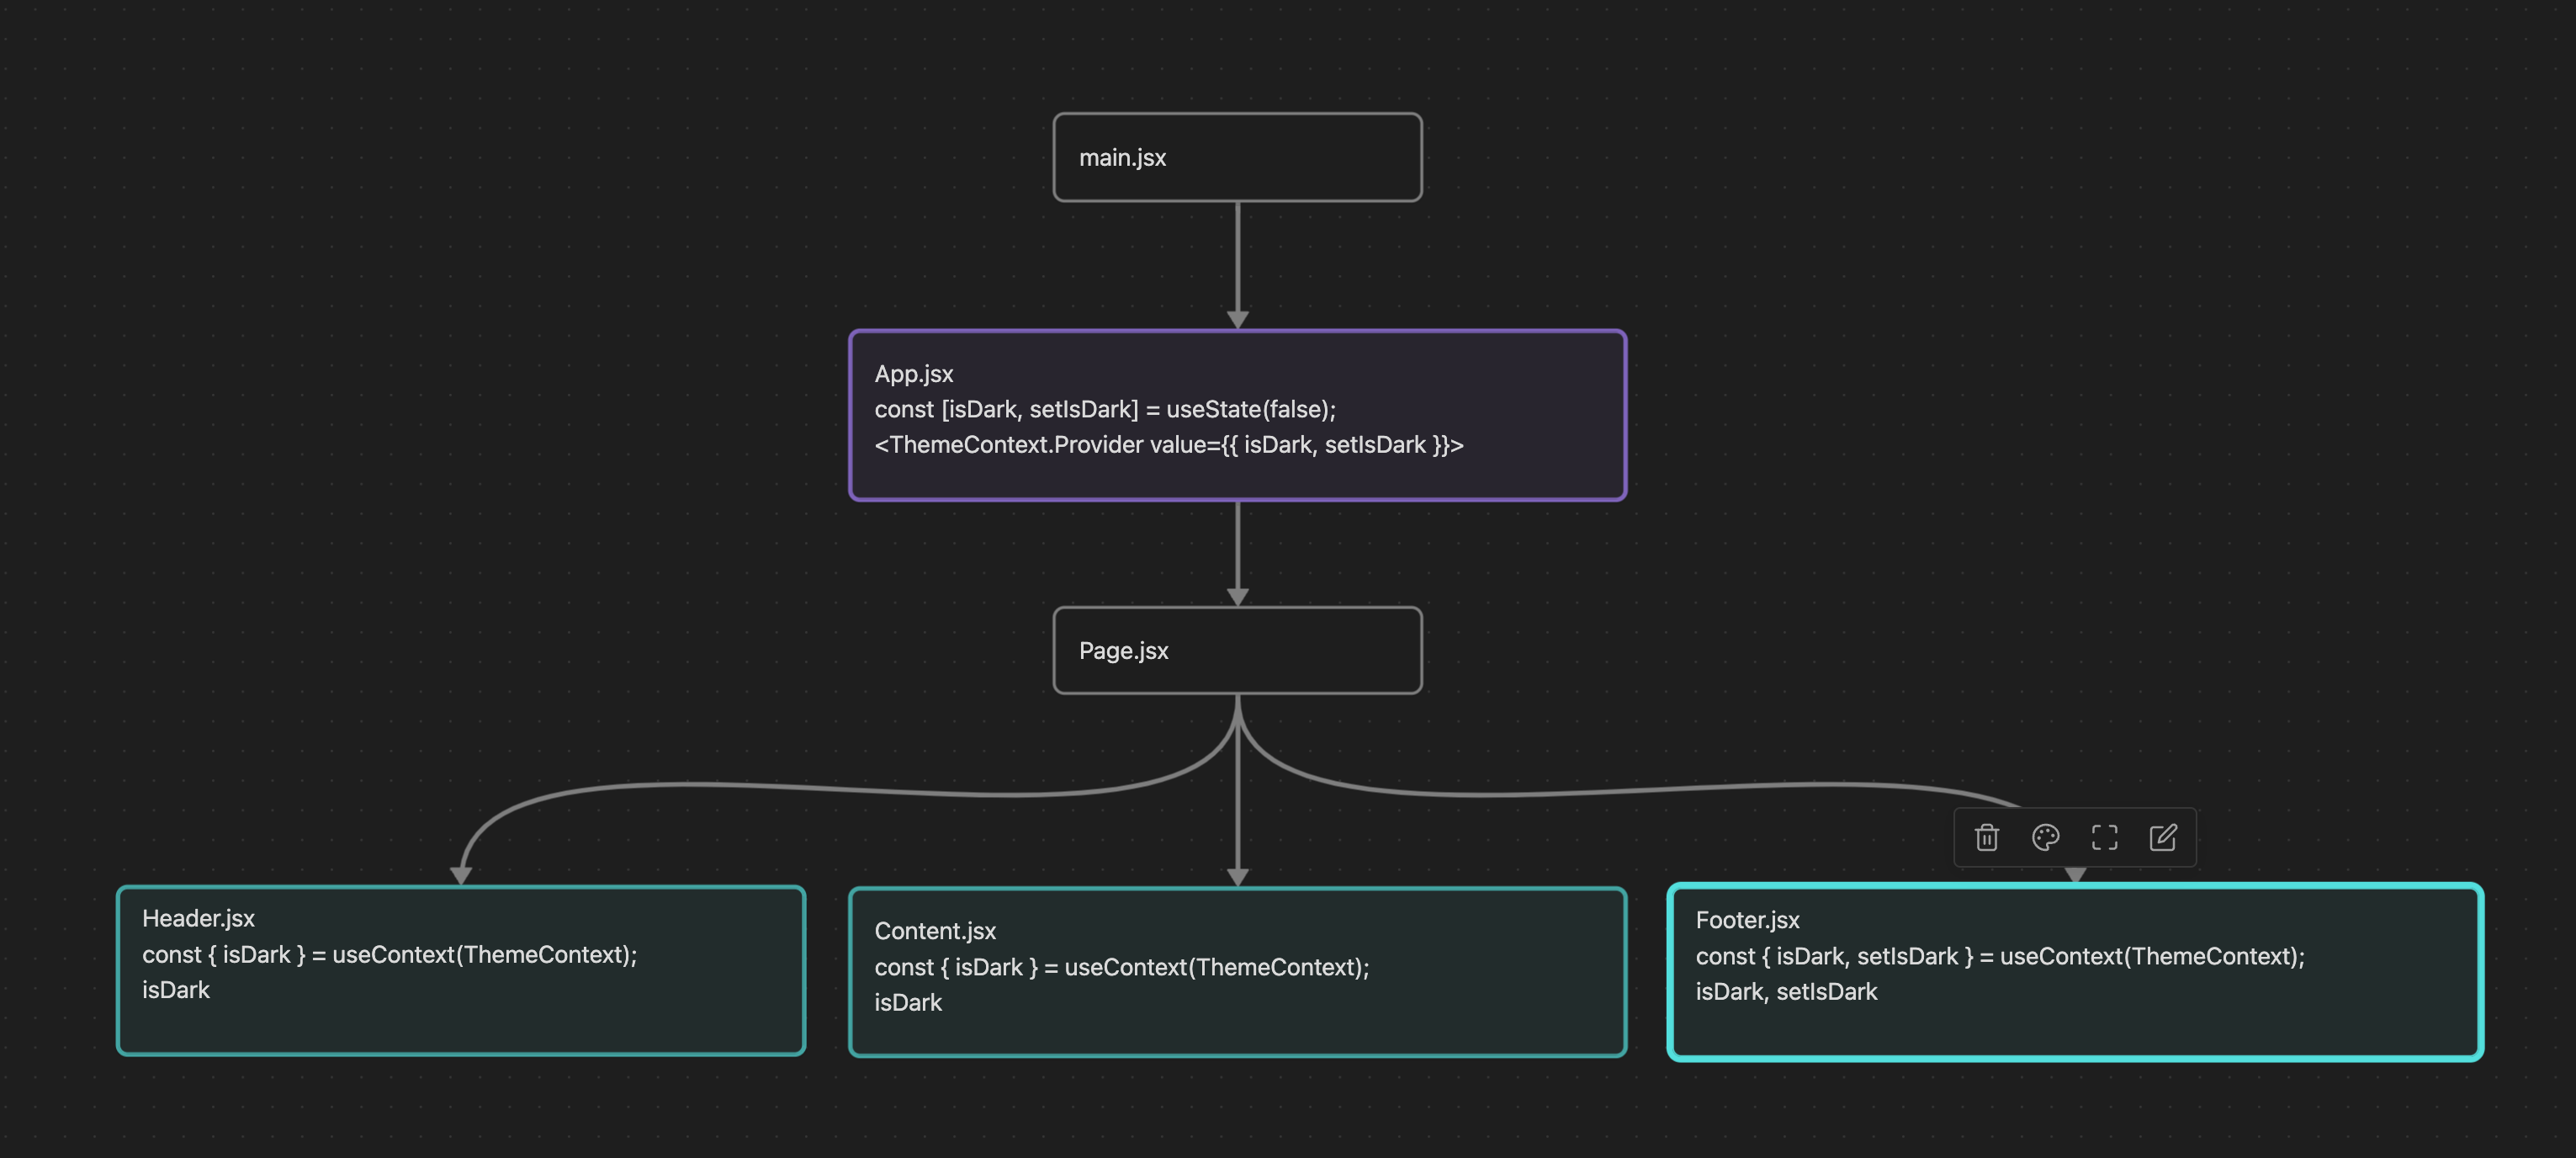 main.jsx
App.jsx
const [isDark, setIsDark] = useState(false);
<ThemeContext.Provider value={{ isDark, setIsDark }}>
Page.jsx
Header.jsx
const { isDark } = useContext(ThemeContext);
isDark
Content.jsx
const { isDark } = useContext(ThemeContext);
isDark
Footer.jsx
const { isDark, setIsDark } = useContext(ThemeContext);
isDark, setIsDark